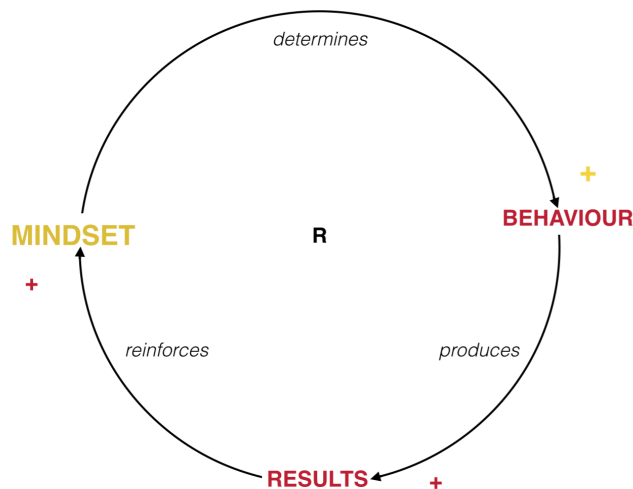 determines
+
BEHAVIOUR
MINDSET
R
+
reinforces
produces
RESULTS
+